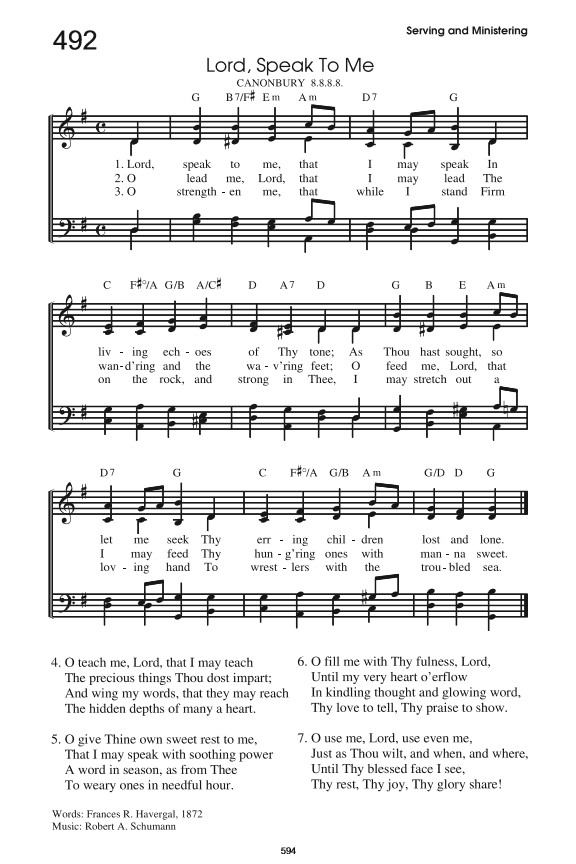 492
Serving and Ministering
Lord, Speak To Me
CANONBURY 8.8.8.8.
G B7/F♯ Em Am D7 G
1. Lord, speak to me, that I may speak In
2. O lead me, Lord, that I may lead The
3. O strength - en me, that while I stand Firm
C F♯°/A G/B A/C♯ D A7 D G B E Am
liv - ing ech - oes of Thy tone; As Thou hast sought, so
wan - d'ring and the wa - v'ring feet; O feed me, Lord, that
on the rock, and strong in Thee, I may stretch out a
D7 G C F♯°/A G/B Am G/D D G
let me seek Thy err - ing chil - dren lost and lone.
I may feed Thy hun - g'ring ones with man - na sweet.
lov - ing hand To wrest - lers with the trou - bled sea.
4. O teach me, Lord, that I may teach
The precious things Thou dost impart;
And wing my words, that they may reach
The hidden depths of many a heart.
5. O give Thine own sweet rest to me,
That I may speak with soothing power
A word in season, as from Thee
To weary ones in needful hour.
6. O fill me with Thy fulness, Lord,
Until my very heart o'erflow
In kindling thought and glowing word,
Thy love to tell, Thy praise to show.
7. O use me, Lord, use even me,
Just as Thou wilt, and when, and where,
Until Thy blessed face I see,
Thy rest, Thy joy, Thy glory share!
Words: Frances R. Havergal, 1872
Music: Robert A. Schumann
594